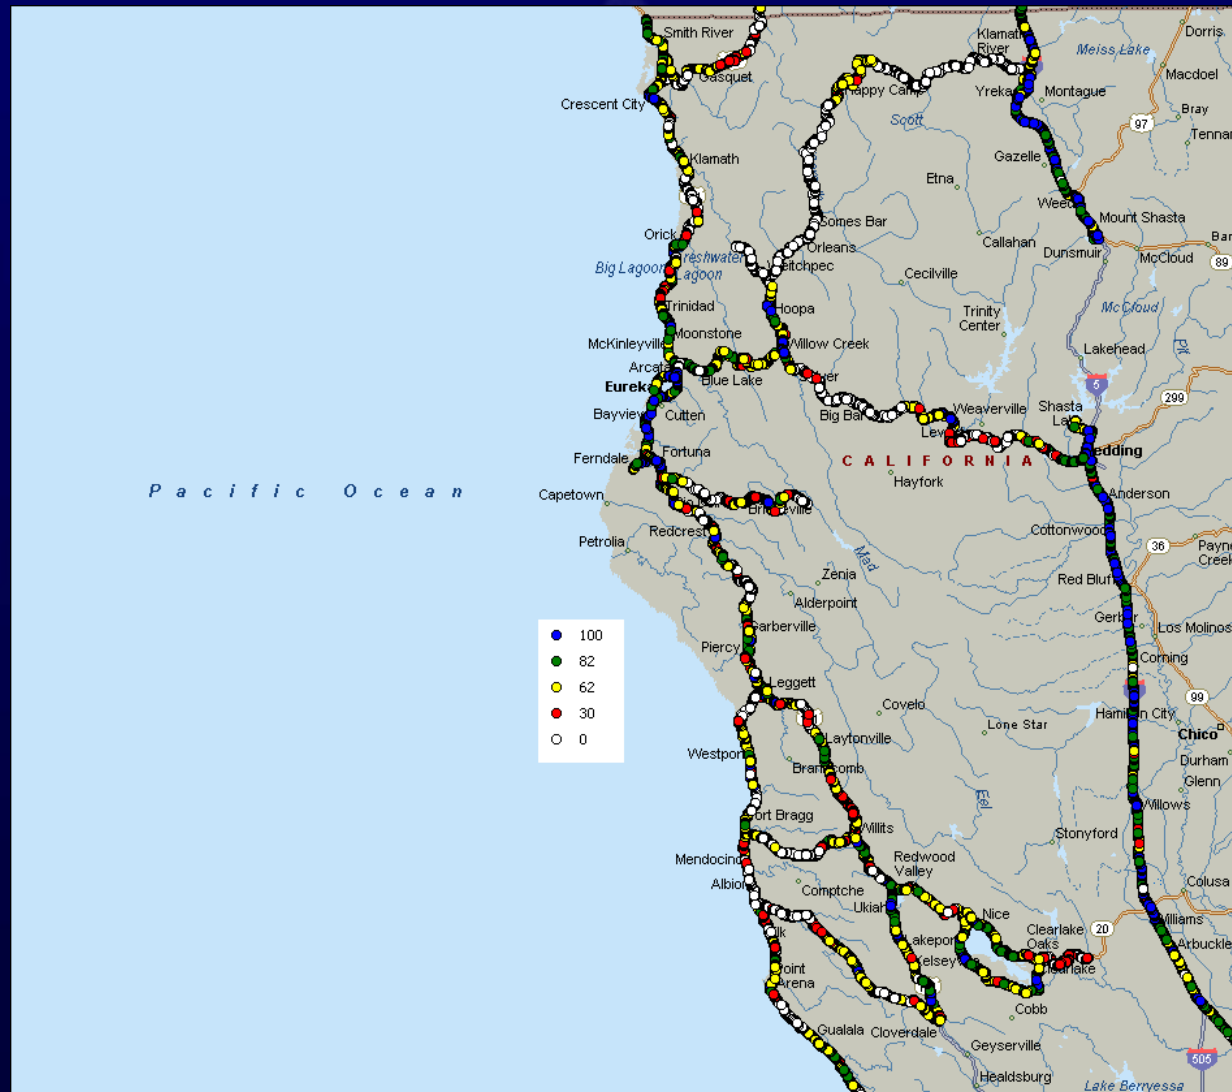 Smith River
Klamath
River
Dorris
Meiss Lake
Macdoel
Gasquet
Happy Camp
Yreka
Montague
Crescent City
Bray
Scott
97
Klamath
Gazelle
Etna
Weed
Somes Bar
Mount Shasta
Orick
Orleans
Callahan
Dunsmuir
McCloud
89
Big Lagoon
Freshwater
Lagoon
Weitchpec
Cecilville
Trinidad
Hoopa
Trinity
Center
McCloud
Moonstone
McKinleyville
Willow Creek
Lakehead
Pit
Arcata
Blue Lake
5
Eureka
299
Bayview
Cutten
Big Bar
Weaverville
Shasta
Ferndale
Fortuna
CALIFORNIA
Redding
Hayfork
Pacific Ocean
Capetown
Anderson
Redcrest
Cottonwood
Petrolia
Mad
36
Zenia
Red Bluff
Alderpoint
Gerber
Los Molinos
100
Garberville
82
Piercy
Corning
62
Leggett
30
Covelo
Hamilton City
99
0
Lone Star
Chico
Westport
Laytonville
Branscomb
Durham
Glenn
Eel
Fort Bragg
Willits
Willows
Stonyford
Mendocino
Redwood
Valley
Albion
Comptche
Colusa
Ukiah
Nice
Williams
Elk
Clearlake
Oaks
20
Lakeport
Arbuckle
Kelseyville
Clearlake
Point
Arena
Cobb
Gualala
Cloverdale
Geyserville
505
Healdsburg
Lake Berryessa